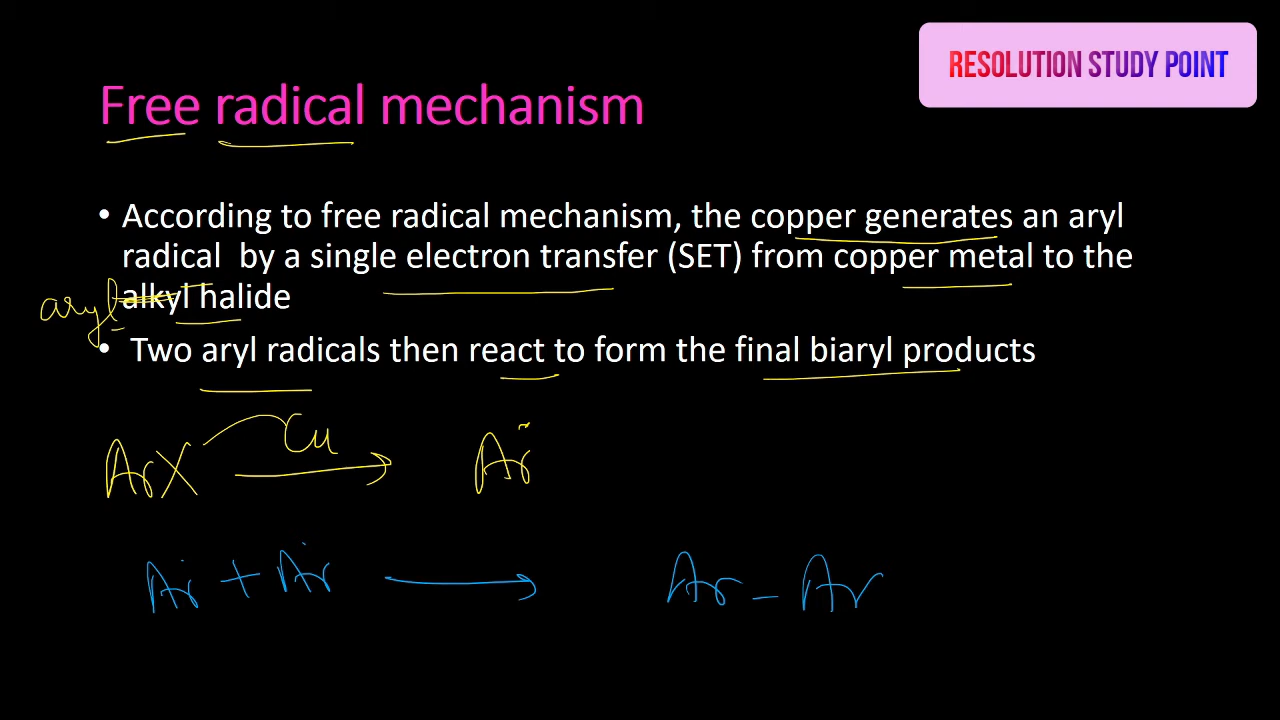 RESOLUTION STUDY POINT
Free radical mechanism
• According to free radical mechanism, the copper generates an aryl
radical by a single electron transfer (SET) from copper metal to the
aryl alkyl halide
• Two aryl radicals then react to form the final biaryl products
ArX Cu → Ar·
Ar· + Ar· → Ar - Ar